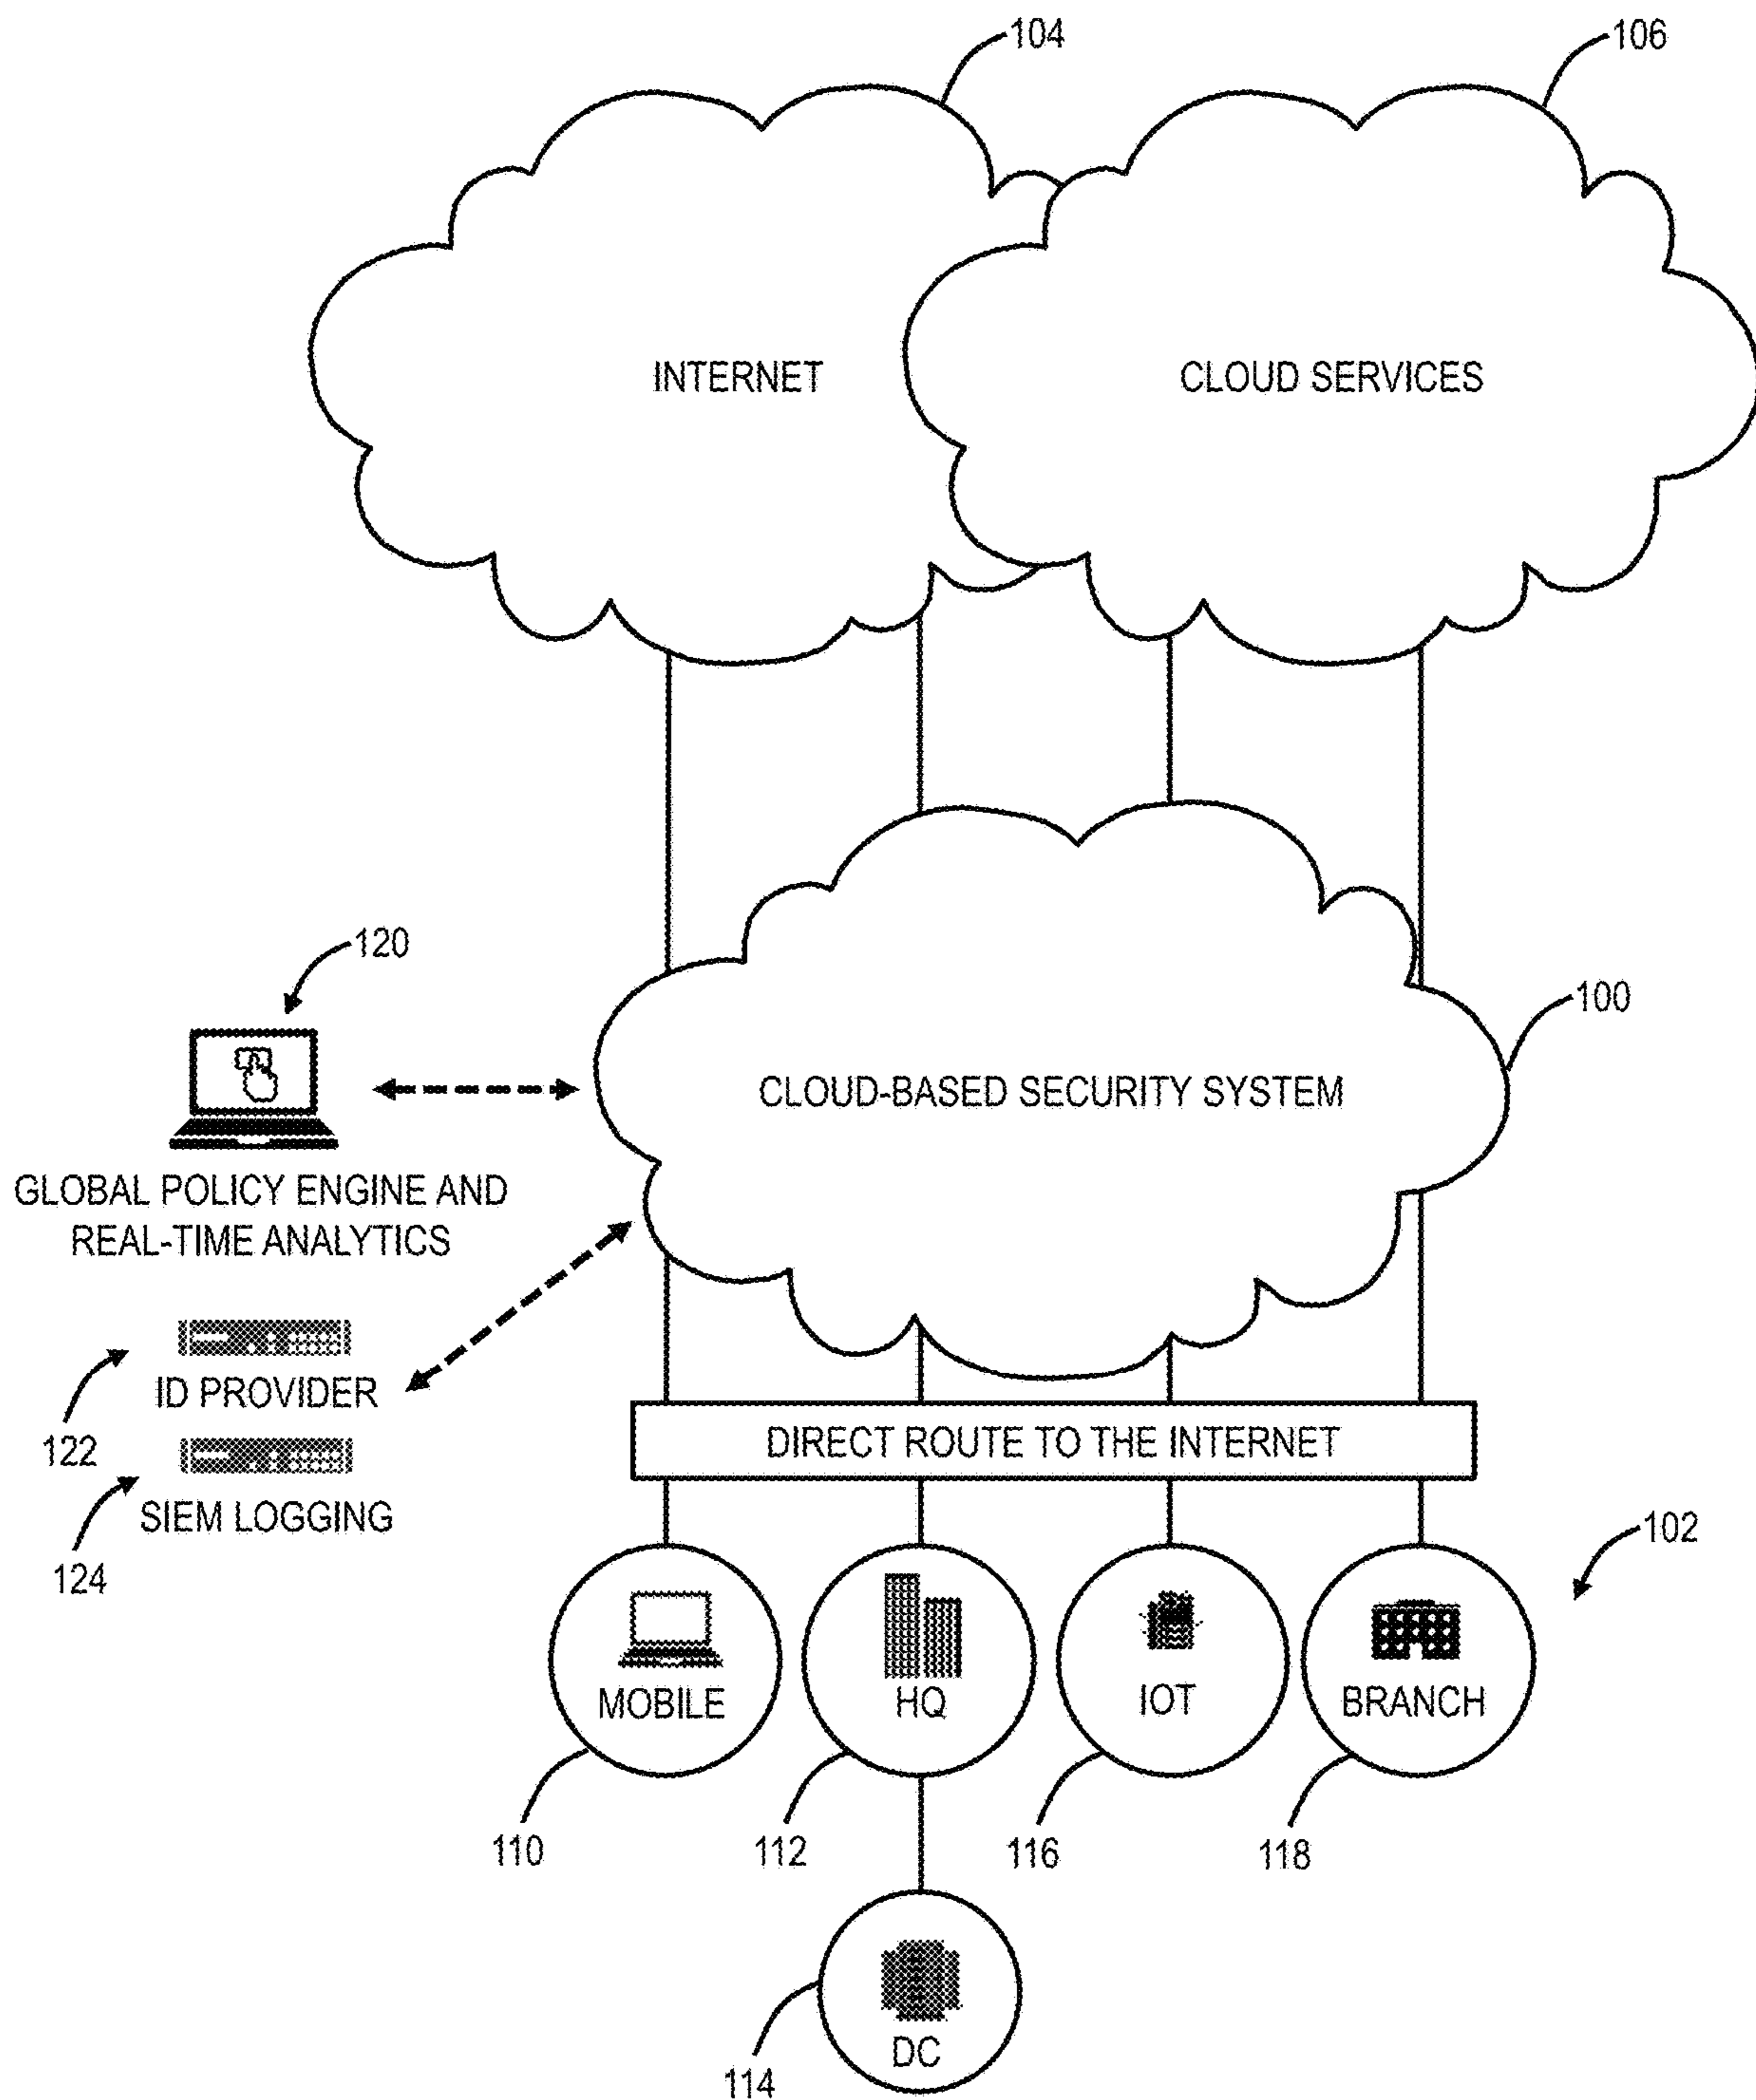 104
106
INTERNET
CLOUD SERVICES
120
100
CLOUD-BASED SECURITY SYSTEM
GLOBAL POLICY ENGINE AND
REAL-TIME ANALYTICS
ID PROVIDER
122
DIRECT ROUTE TO THE INTERNET
SIEM LOGGING
124
102
MOBILE
HQ
IOT
BRANCH
110
112
116
118
DC
114